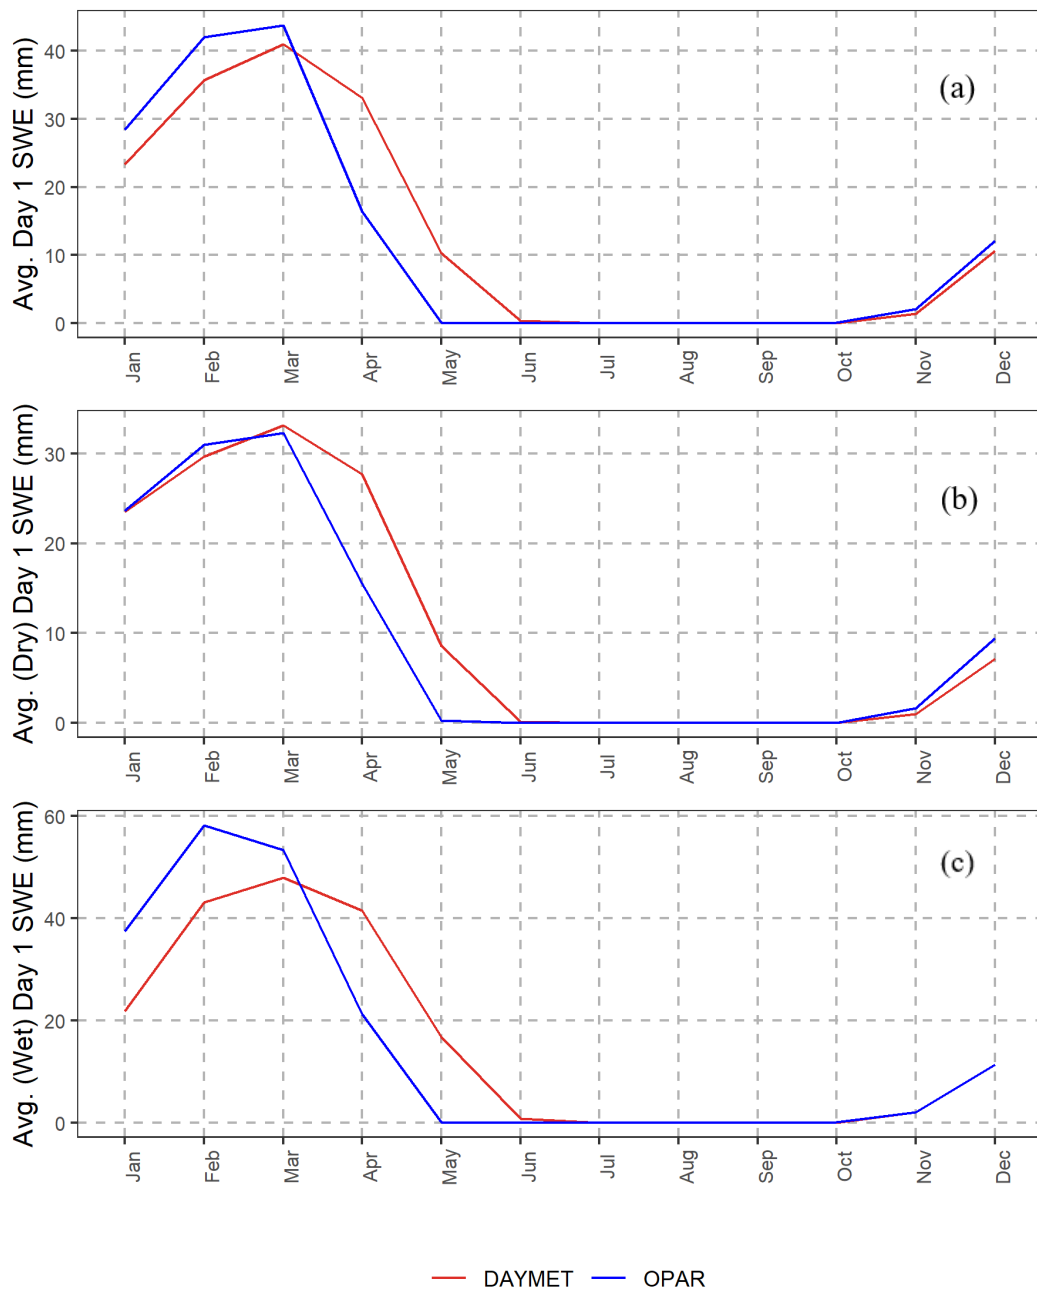 Avg. Day 1 SWE (mm)
40
30
20
10
0
(a)
Jan Feb Mar Apr May Jun Jul Aug Sep Oct Nov Dec
Avg. (Dry) Day 1 SWE (mm)
30
20
10
0
(b)
Jan Feb Mar Apr May Jun Jul Aug Sep Oct Nov Dec
Avg. (Wet) Day 1 SWE (mm)
60
40
20
0
(c)
Jan Feb Mar Apr May Jun Jul Aug Sep Oct Nov Dec
DAYMET OPAR